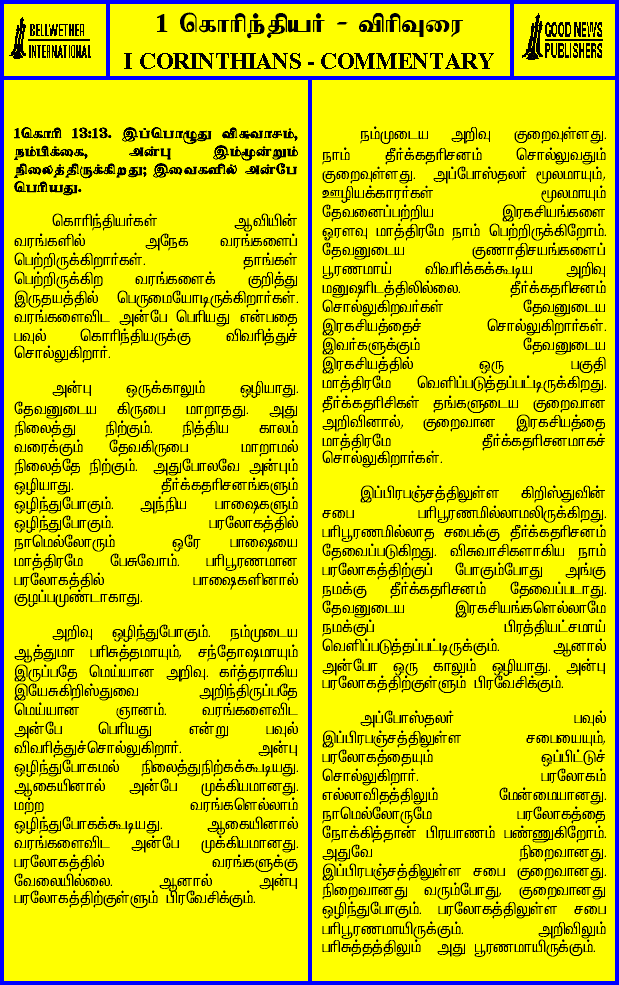 BELLWETHER
INTERNATIONAL
1 கொரிந்தியர் - விரிவுரை
I CORINTHIANS - COMMENTARY
GOOD NEWS
PUBLISHERS
1கொரி 13:13. இப்பொழுது விசுவாசம்,
நம்பிக்கை, அன்பு இம்மூன்றும்
நிலைத்திருக்கிறது; இவைகளில் அன்பே
பெரியது.
கொரிந்தியர்கள் ஆவியின்
வரங்களில் அநேக வரங்களைப்
பெற்றிருக்கிறார்கள். தாங்கள்
பெற்றிருக்கிற வரங்களைக் குறித்து
இருதயத்தில் பெருமையோடிருக்கிறார்கள்.
வரங்களைவிட அன்பே பெரியது என்பதை
பவுல் கொரிந்தியருக்கு விவரித்துச்
சொல்லுகிறார்.
அன்பு ஒருக்காலும் ஒழியாது.
தேவனுடைய கிருபை மாறாதது. அது
நிலைத்து நிற்கும். நித்திய காலம்
வரைக்கும் தேவகிருபை மாறாமல்
நிலைத்தே நிற்கும். அதுபோலவே அன்பும்
ஒழியாது. தீர்க்கதரிசனங்களும்
ஒழிந்துபோகும். அந்நிய பாஷைகளும்
ஒழிந்துபோகும். பரலோகத்தில்
நாமெல்லோரும் ஒரே பாஷையை
மாத்திரமே பேசுவோம். பரிபூரணமான
பரலோகத்தில் பாஷைகளினால்
குழப்பமுண்டாகாது.
அறிவு ஒழிந்துபோகும். நம்முடைய
ஆத்துமா பரிசுத்தமாயும், சந்தோஷமாயும்
இருப்பதே மெய்யான அறிவு. கர்த்தராகிய
இயேசுகிறிஸ்துவை அறிந்திருப்பதே
மெய்யான ஞானம். வரங்களைவிட
அன்பே பெரியது என்று பவுல்
விவரித்துச்சொல்லுகிறார். அன்பு
ஒழிந்துபோகமல் நிலைத்துநிற்கக்கூடியது.
ஆகையினால் அன்பே முக்கியமானது.
மற்ற வரங்களெல்லாம்
ஒழிந்துபோகக்கூடியது. ஆகையினால்
வரங்களைவிட அன்பே முக்கியமானது.
பரலோகத்தில் வரங்களுக்கு
வேலையில்லை. ஆனால் அன்பு
பரலோகத்திற்குள்ளும் பிரவேசிக்கும்.
நம்முடைய அறிவு குறைவுள்ளது.
நாம் தீர்க்கதரிசனம் சொல்லுவதும்
குறைவுள்ளது. அப்போஸ்தலர் மூலமாயும்,
ஊழியக்காரர்கள் மூலமாயும்
தேவனைப்பற்றிய இரகசியங்களை
ஓரளவு மாத்திரமே நாம் பெற்றிருக்கிறோம்.
தேவனுடைய குணாதிசயங்களைப்
பூரணமாய் விவரிக்கக்கூடிய அறிவு
மனுஷரிடத்திலில்லை. தீர்க்கதரிசனம்
சொல்லுகிறவர்கள் தேவனுடைய
இரகசியத்தைச் சொல்லுகிறார்கள்.
இவர்களுக்கும் தேவனுடைய
இரகசியத்தில் ஒரு பகுதி
மாத்திரமே வெளிப்படுத்தப்பட்டிருக்கிறது.
தீர்க்கதரிசிகள் தங்களுடைய குறைவான
அறிவினால், குறைவான இரகசியத்தை
மாத்திரமே தீர்க்கதரிசனமாகச்
சொல்லுகிறார்கள்.
இப்பிரபஞ்சத்திலுள்ள கிறிஸ்துவின்
சபை பரிபூரணமில்லாமலிருக்கிறது.
பரிபூரணமில்லாத சபைக்கு தீர்க்கதரிசனம்
தேவைப்படுகிறது. விசுவாசிகளாகிய நாம்
பரலோகத்திற்குப் போகும்போது அங்கு
நமக்கு தீர்க்கதரிசனம் தேவைப்படாது.
தேவனுடைய இரகசியங்களெல்லாமே
நமக்குப் பிரத்தியட்சமாய்
வெளிப்படுத்தப்பட்டிருக்கும். ஆனால்
அன்போ ஒரு காலும் ஒழியாது. அன்பு
பரலோகத்திற்குள்ளும் பிரவேசிக்கும்.
அப்போஸ்தலர் பவுல்
இப்பிரபஞ்சத்திலுள்ள சபையையும்,
பரலோகத்தையும் ஒப்பிட்டுச்
சொல்லுகிறார். பரலோகம்
எல்லாவிதத்திலும் மேன்மையானது.
நாமெல்லோருமே பரலோகத்தை
நோக்கித்தான் பிரயாணம் பண்ணுகிறோம்.
அதுவே நிறைவானது.
இப்பிரபஞ்சத்திலுள்ள சபை குறைவானது.
நிறைவானது வரும்போது, குறைவானது
ஒழிந்துபோகும். பரலோகத்திலுள்ள சபை
பரிபூரணமாயிருக்கும். அறிவிலும்
பரிசுத்தத்திலும் அது பூரணமாயிருக்கும்.